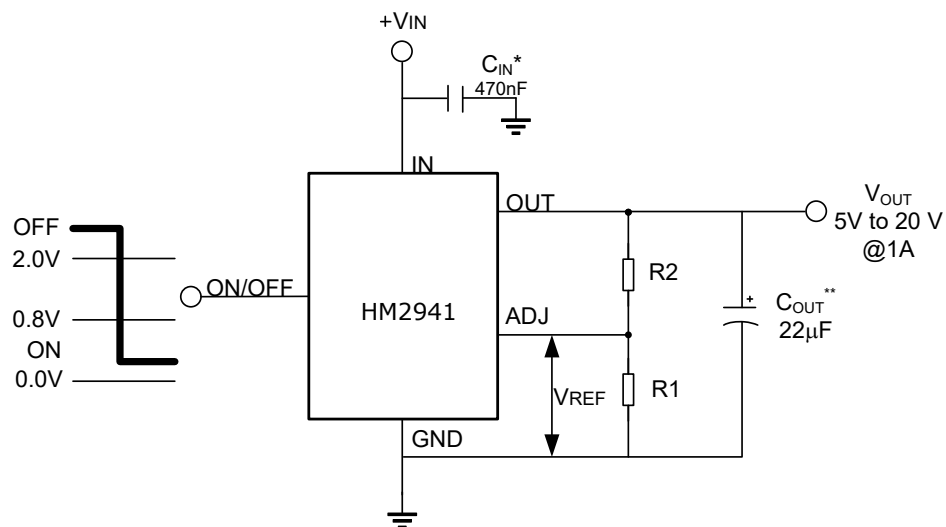 +VIN
CIN*
470nF
IN
OUT
VOUT
5V to 20 V
@1A
OFF
2.0V
ON/OFF
R2
HM2941
ADJ
COUT**
22μF
+
0.8V
ON
0.0V
VREF
R1
GND